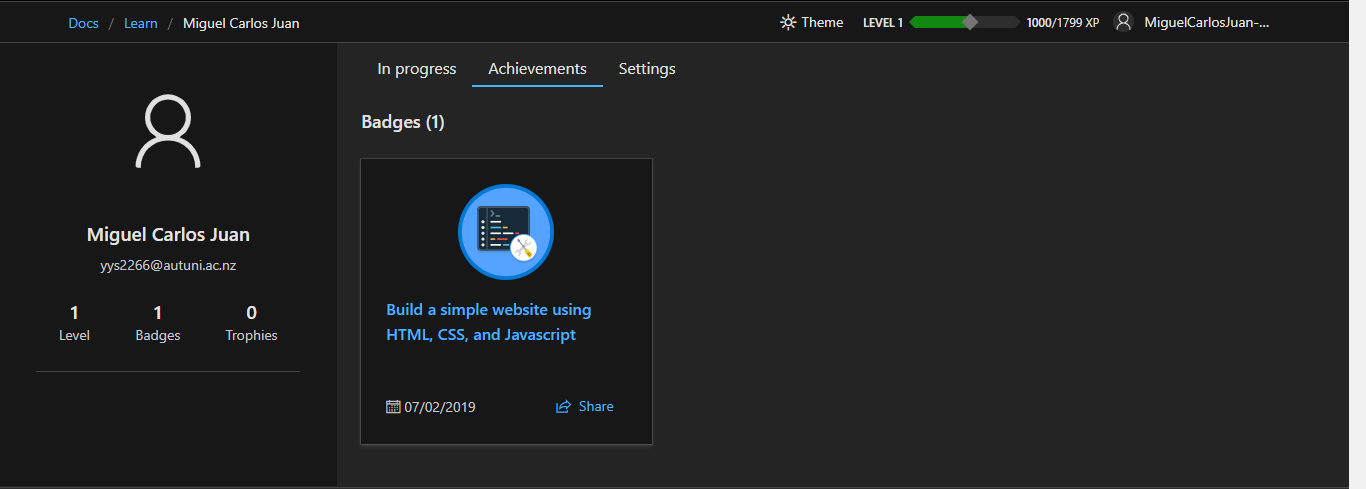 Docs / Learn / Miguel Carlos Juan
Theme LEVEL 1 1000/1799 XP MiguelCarlosJuan-...
In progress Achievements Settings
Badges (1)
Miguel Carlos Juan
yys2266@autuni.ac.nz
1 1 0
Level Badges Trophies
Build a simple website using
HTML, CSS, and Javascript
07/02/2019 Share